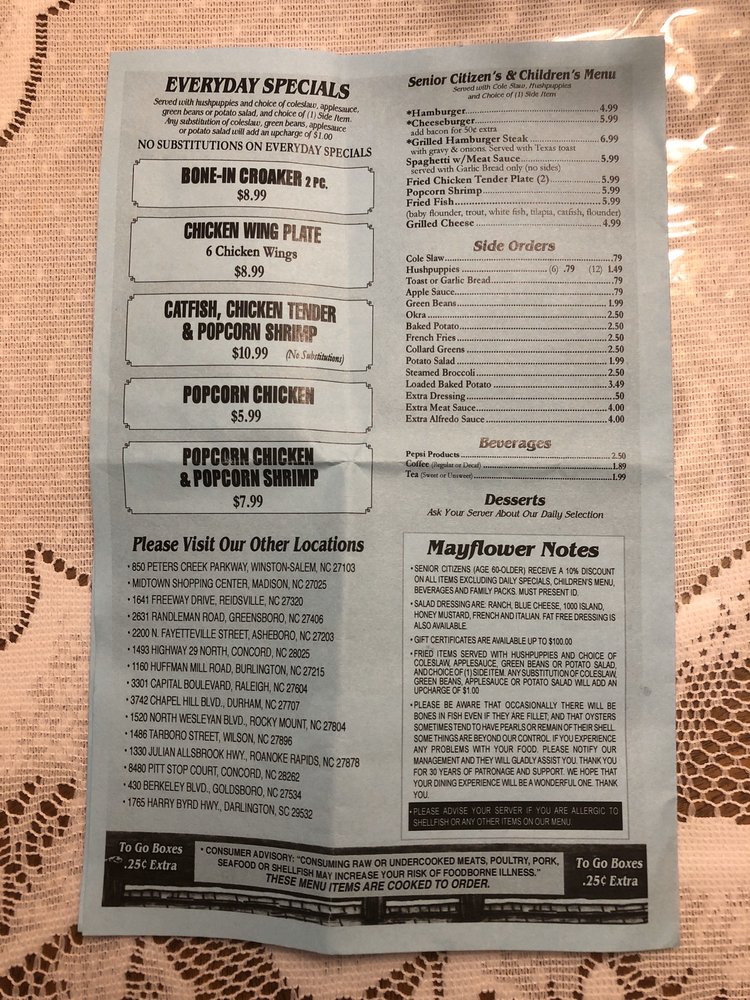 EVERYDAY SPECIALS
Served with hushpuppies and choice of coleslaw, applesauce,
green beans or potato salad, and choice of (1) Side Item.
Any substitution of coleslaw, green beans, applesauce
or potato salad will add an upcharge of $1.00
NO SUBSTITUTIONS ON EVERYDAY SPECIALS
BONE-IN CROAKER 2 PC.
$8.99
CHICKEN WING PLATE
6 Chicken Wings
$8.99
CATFISH, CHICKEN TENDER
& POPCORN SHRIMP
$10.99 (No Substitutions)
POPCORN CHICKEN
$5.99
POPCORN CHICKEN
& POPCORN SHRIMP
$7.99
Please Visit Our Other Locations
• 850 PETERS CREEK PARKWAY, WINSTON-SALEM, NC 27103
• MIDTOWN SHOPPING CENTER, MADISON, NC 27025
• 1641 FREEWAY DRIVE, REIDSVILLE, NC 27320
• 2631 RANDLEMAN ROAD, GREENSBORO, NC 27406
• 2200 N. FAYETTEVILLE STREET, ASHEBORO, NC 27203
• 1493 HIGHWAY 29 NORTH, CONCORD, NC 28025
• 1160 HUFFMAN MILL ROAD, BURLINGTON, NC 27215
• 3301 CAPITAL BOULEVARD, RALEIGH, NC 27604
• 3742 CHAPEL HILL BLVD., DURHAM, NC 27707
• 1520 NORTH WESLEYAN BLVD., ROCKY MOUNT, NC 27804
• 1486 TARBORO STREET, WILSON, NC 27896
• 1330 JULIAN ALLSBROOK HWY., ROANOKE RAPIDS, NC 27878
• 8480 PITT STOP COURT, CONCORD, NC 28262
• 430 BERKELEY BLVD., GOLDSBORO, NC 27534
• 1765 HARRY BYRD HWY., DARLINGTON, SC 29532
Senior Citizen's & Children's Menu
Served with Cole Slaw, Hushpuppies
and Choice of (1) Side Item
*Hamburger 4.99
*Cheeseburger 5.99
add bacon for 50¢ extra
*Grilled Hamburger Steak 6.99
with gravy & onions. Served with Texas toast
Spaghetti w/Meat Sauce 5.99
served with Garlic Bread only (no sides)
Fried Chicken Tender Plate (2) 5.99
Popcorn Shrimp 5.99
Fried Fish 5.99
(baby flounder, trout, white fish, tilapia, catfish, flounder)
Grilled Cheese 4.99
Side Orders
Cole Slaw .79
Hushpuppies (6) .79 (12) 1.49
Toast or Garlic Bread .79
Apple Sauce .79
Green Beans 1.99
Okra 2.50
Baked Potato 2.50
French Fries 2.50
Collard Greens 2.50
Potato Salad 1.99
Steamed Broccoli 2.50
Loaded Baked Potato 3.49
Extra Dressing .50
Extra Meat Sauce 4.00
Extra Alfredo Sauce 4.00
Beverages
Pepsi Products 2.50
Coffee (Regular or Decaf) 1.89
Tea (Sweet or Unsweet) 1.99
Desserts
Ask Your Server About Our Daily Selection
Mayflower Notes
• SENIOR CITIZENS (AGE 60-OLDER) RECEIVE A 10% DISCOUNT
ON ALL ITEMS EXCLUDING DAILY SPECIALS, CHILDREN'S MENU,
BEVERAGES AND FAMILY PACKS. MUST PRESENT ID.
• SALAD DRESSING ARE: RANCH, BLUE CHEESE, 1000 ISLAND,
HONEY MUSTARD, FRENCH AND ITALIAN. FAT FREE DRESSING IS
ALSO AVAILABLE.
• GIFT CERTIFICATES ARE AVAILABLE UP TO $100.00
• FRIED ITEMS SERVED WITH HUSHPUPPIES AND CHOICE OF
COLESLAW, APPLESAUCE, GREEN BEANS OR POTATO SALAD,
AND CHOICE OF (1) SIDE ITEM. ANY SUBSTITUTION OF COLESLAW,
GREEN BEANS, APPLESAUCE OR POTATO SALAD WILL ADD AN
UPCHARGE OF $1.00
• PLEASE BE AWARE THAT OCCASIONALLY THERE WILL BE
BONES IN FISH EVEN IF THEY ARE FILLET; AND THAT OYSTERS
SOMETIMES TEND TO HAVE PEARLS OR REMAIN OF THEIR SHELL.
SOME THINGS ARE BEYOND OUR CONTROL. IF YOU EXPERIENCE
ANY PROBLEMS WITH YOUR FOOD. PLEASE NOTIFY OUR
MANAGEMENT AND THEY WILL GLADLY ASSIST YOU. THANK YOU
FOR 30 YEARS OF PATRONAGE AND SUPPORT. WE HOPE THAT
YOUR DINING EXPERIENCE WILL BE A WONDERFUL ONE. THANK
YOU.
• PLEASE ADVISE YOUR SERVER IF YOU ARE ALLERGIC TO
SHELLFISH OR ANY OTHER ITEMS ON OUR MENU.
To Go Boxes
.25¢ Extra
• CONSUMER ADVISORY: "CONSUMING RAW OR UNDERCOOKED MEATS, POULTRY, PORK,
SEAFOOD OR SHELLFISH MAY INCREASE YOUR RISK OF FOODBORNE ILLNESS."
THESE MENU ITEMS ARE COOKED TO ORDER.
To Go Boxes
.25¢ Extra